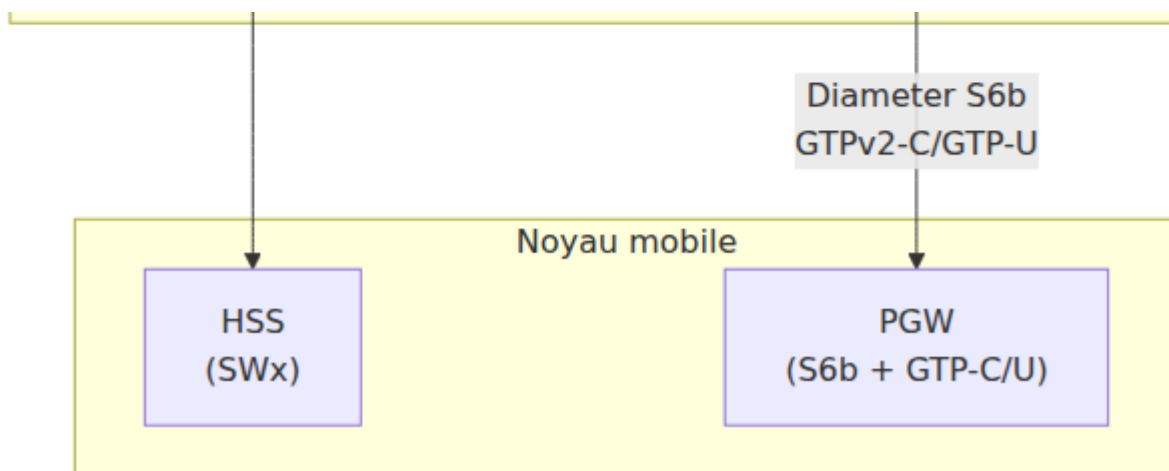 Diameter S6b
GTPv2-C/GTP-U
Noyau mobile
HSS
(SWx)
PGW
(S6b + GTP-C/U)